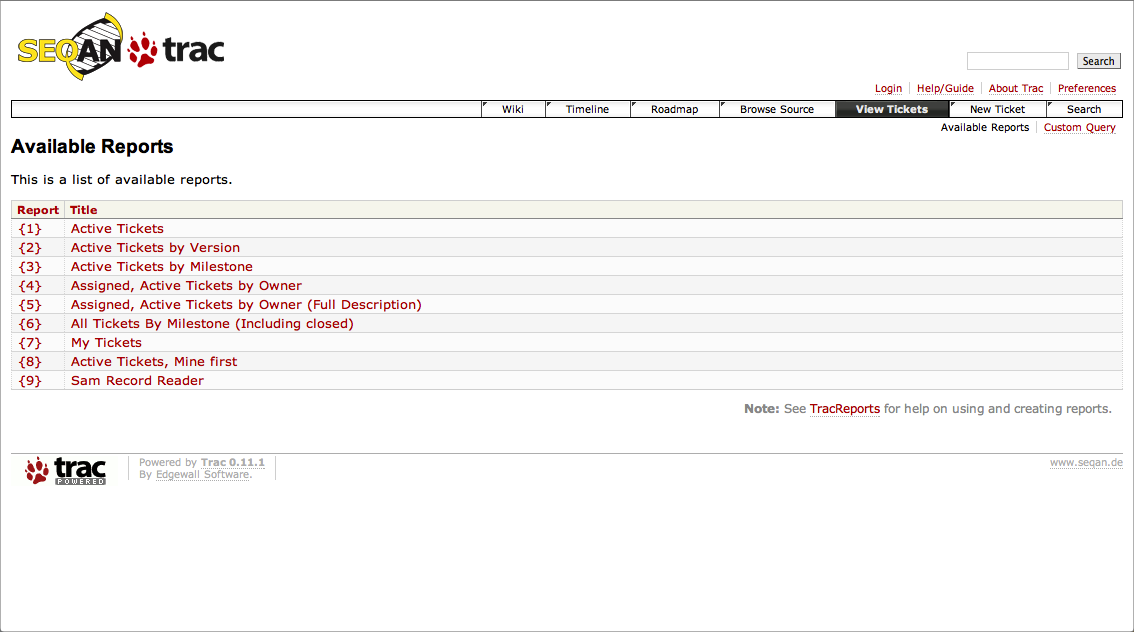 SEQAN trac
Search
Login Help/Guide About Trac Preferences
Wiki Timeline Roadmap Browse Source View Tickets New Ticket Search
Available Reports Custom Query
Available Reports
This is a list of available reports.
Report Title
{1} Active Tickets
{2} Active Tickets by Version
{3} Active Tickets by Milestone
{4} Assigned, Active Tickets by Owner
{5} Assigned, Active Tickets by Owner (Full Description)
{6} All Tickets By Milestone (Including closed)
{7} My Tickets
{8} Active Tickets, Mine first
{9} Sam Record Reader
Note: See TracReports for help on using and creating reports.
trac
POWERED
Powered by Trac 0.11.1
By Edgewall Software.
www.seqan.de